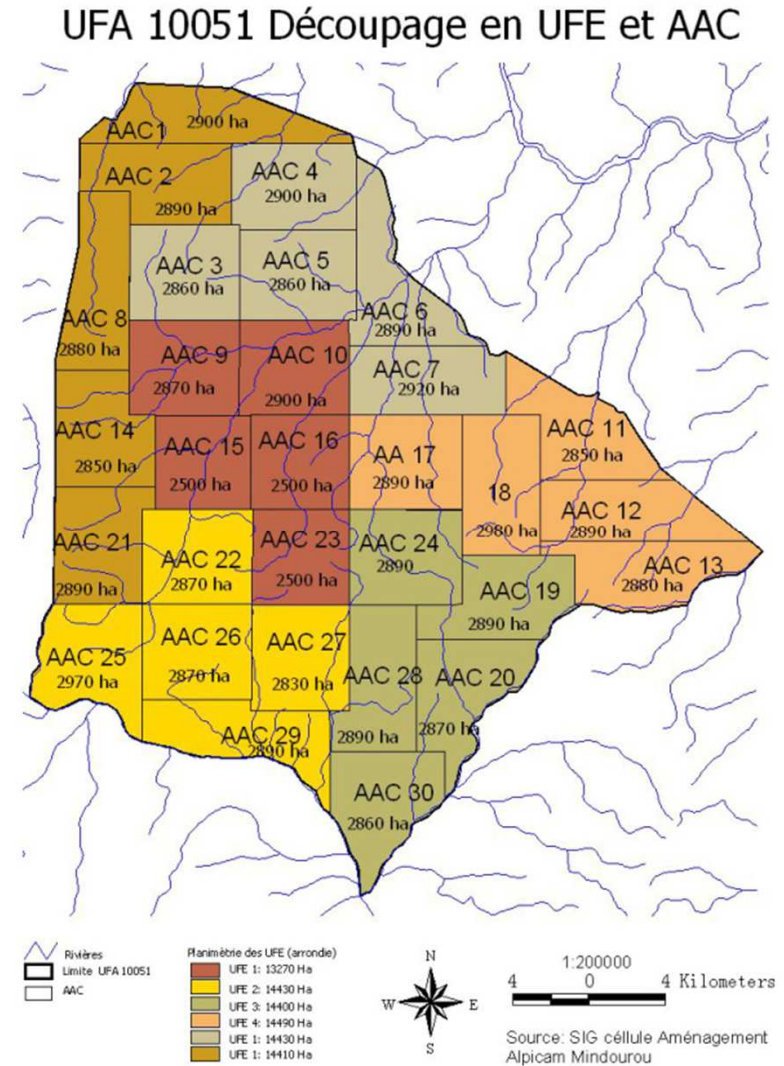 UFA 10051 Découpage en UFE et AAC
2900 ha
AAC1
AAC 2
2890 ha
AAC 4
2900 ha
AAC 3
2860 ha
AAC 5
2860 ha
AAC 6
2890 ha
AAC 8
2880 ha
AAC 9
2870 ha
AAC 10
2900 ha
AAC 7
2920 ha
AAC 14
2850 ha
AAC 15
2500 ha
AAC 16
2500 ha
AA 17
2890 ha
18
2980 ha
AAC 11
2850 ha
AAC 12
2890 ha
AAC 13
2880 ha
AAC 21
2890 ha
AAC 22
2870 ha
AAC 23
2500 ha
AAC 24
2890
AAC 19
2890 ha
AAC 25
2970 ha
AAC 26
2870 ha
AAC 27
2830 ha
AAC 28
2890 ha
AAC 20
2870 ha
AAC 29
2890 ha
AAC 30
2860 ha
Rivières
Limite UFA 10051
AAC
Planimètrie des UFE (arrondie)
UFE 1: 13270 Ha
UFE 2: 14430 Ha
UFE 3: 14400 Ha
UFE 4: 14490 Ha
UFE 1: 14430 Ha
UFE 1: 14410 Ha
N
W E
S
1:200000
4 0 4 Kilometers
Source: SIG céllule Aménagement
Alpicam Mindourou